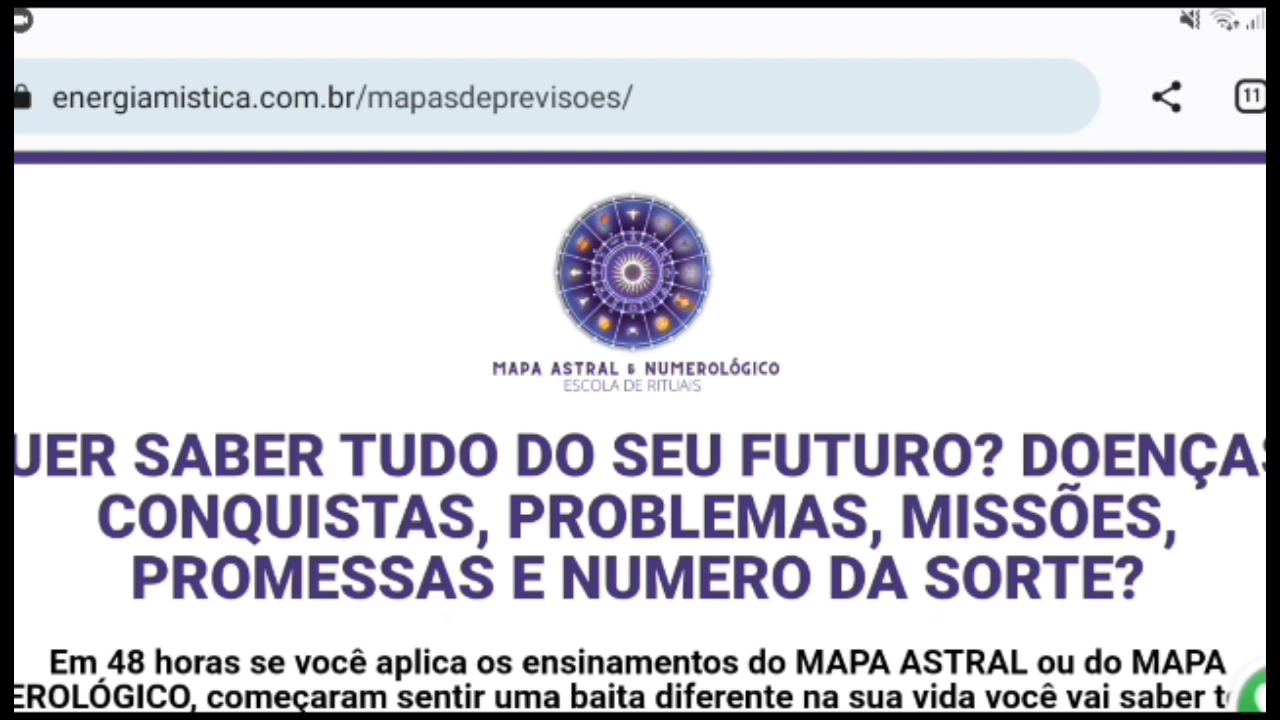 energiamistica.com.br/mapasdeprevisoes/
11
MAPA ASTRAL & NUMEROLÓGICO
ESCOLA DE RITUAIS
UER SABER TUDO DO SEU FUTURO? DOENÇAS
CONQUISTAS, PROBLEMAS, MISSÕES,
PROMESSAS E NUMERO DA SORTE?
Em 48 horas se você aplica os ensinamentos do MAPA ASTRAL ou do MAPA
EROLÓGICO, começaram sentir uma baita diferente na sua vida você vai saber t